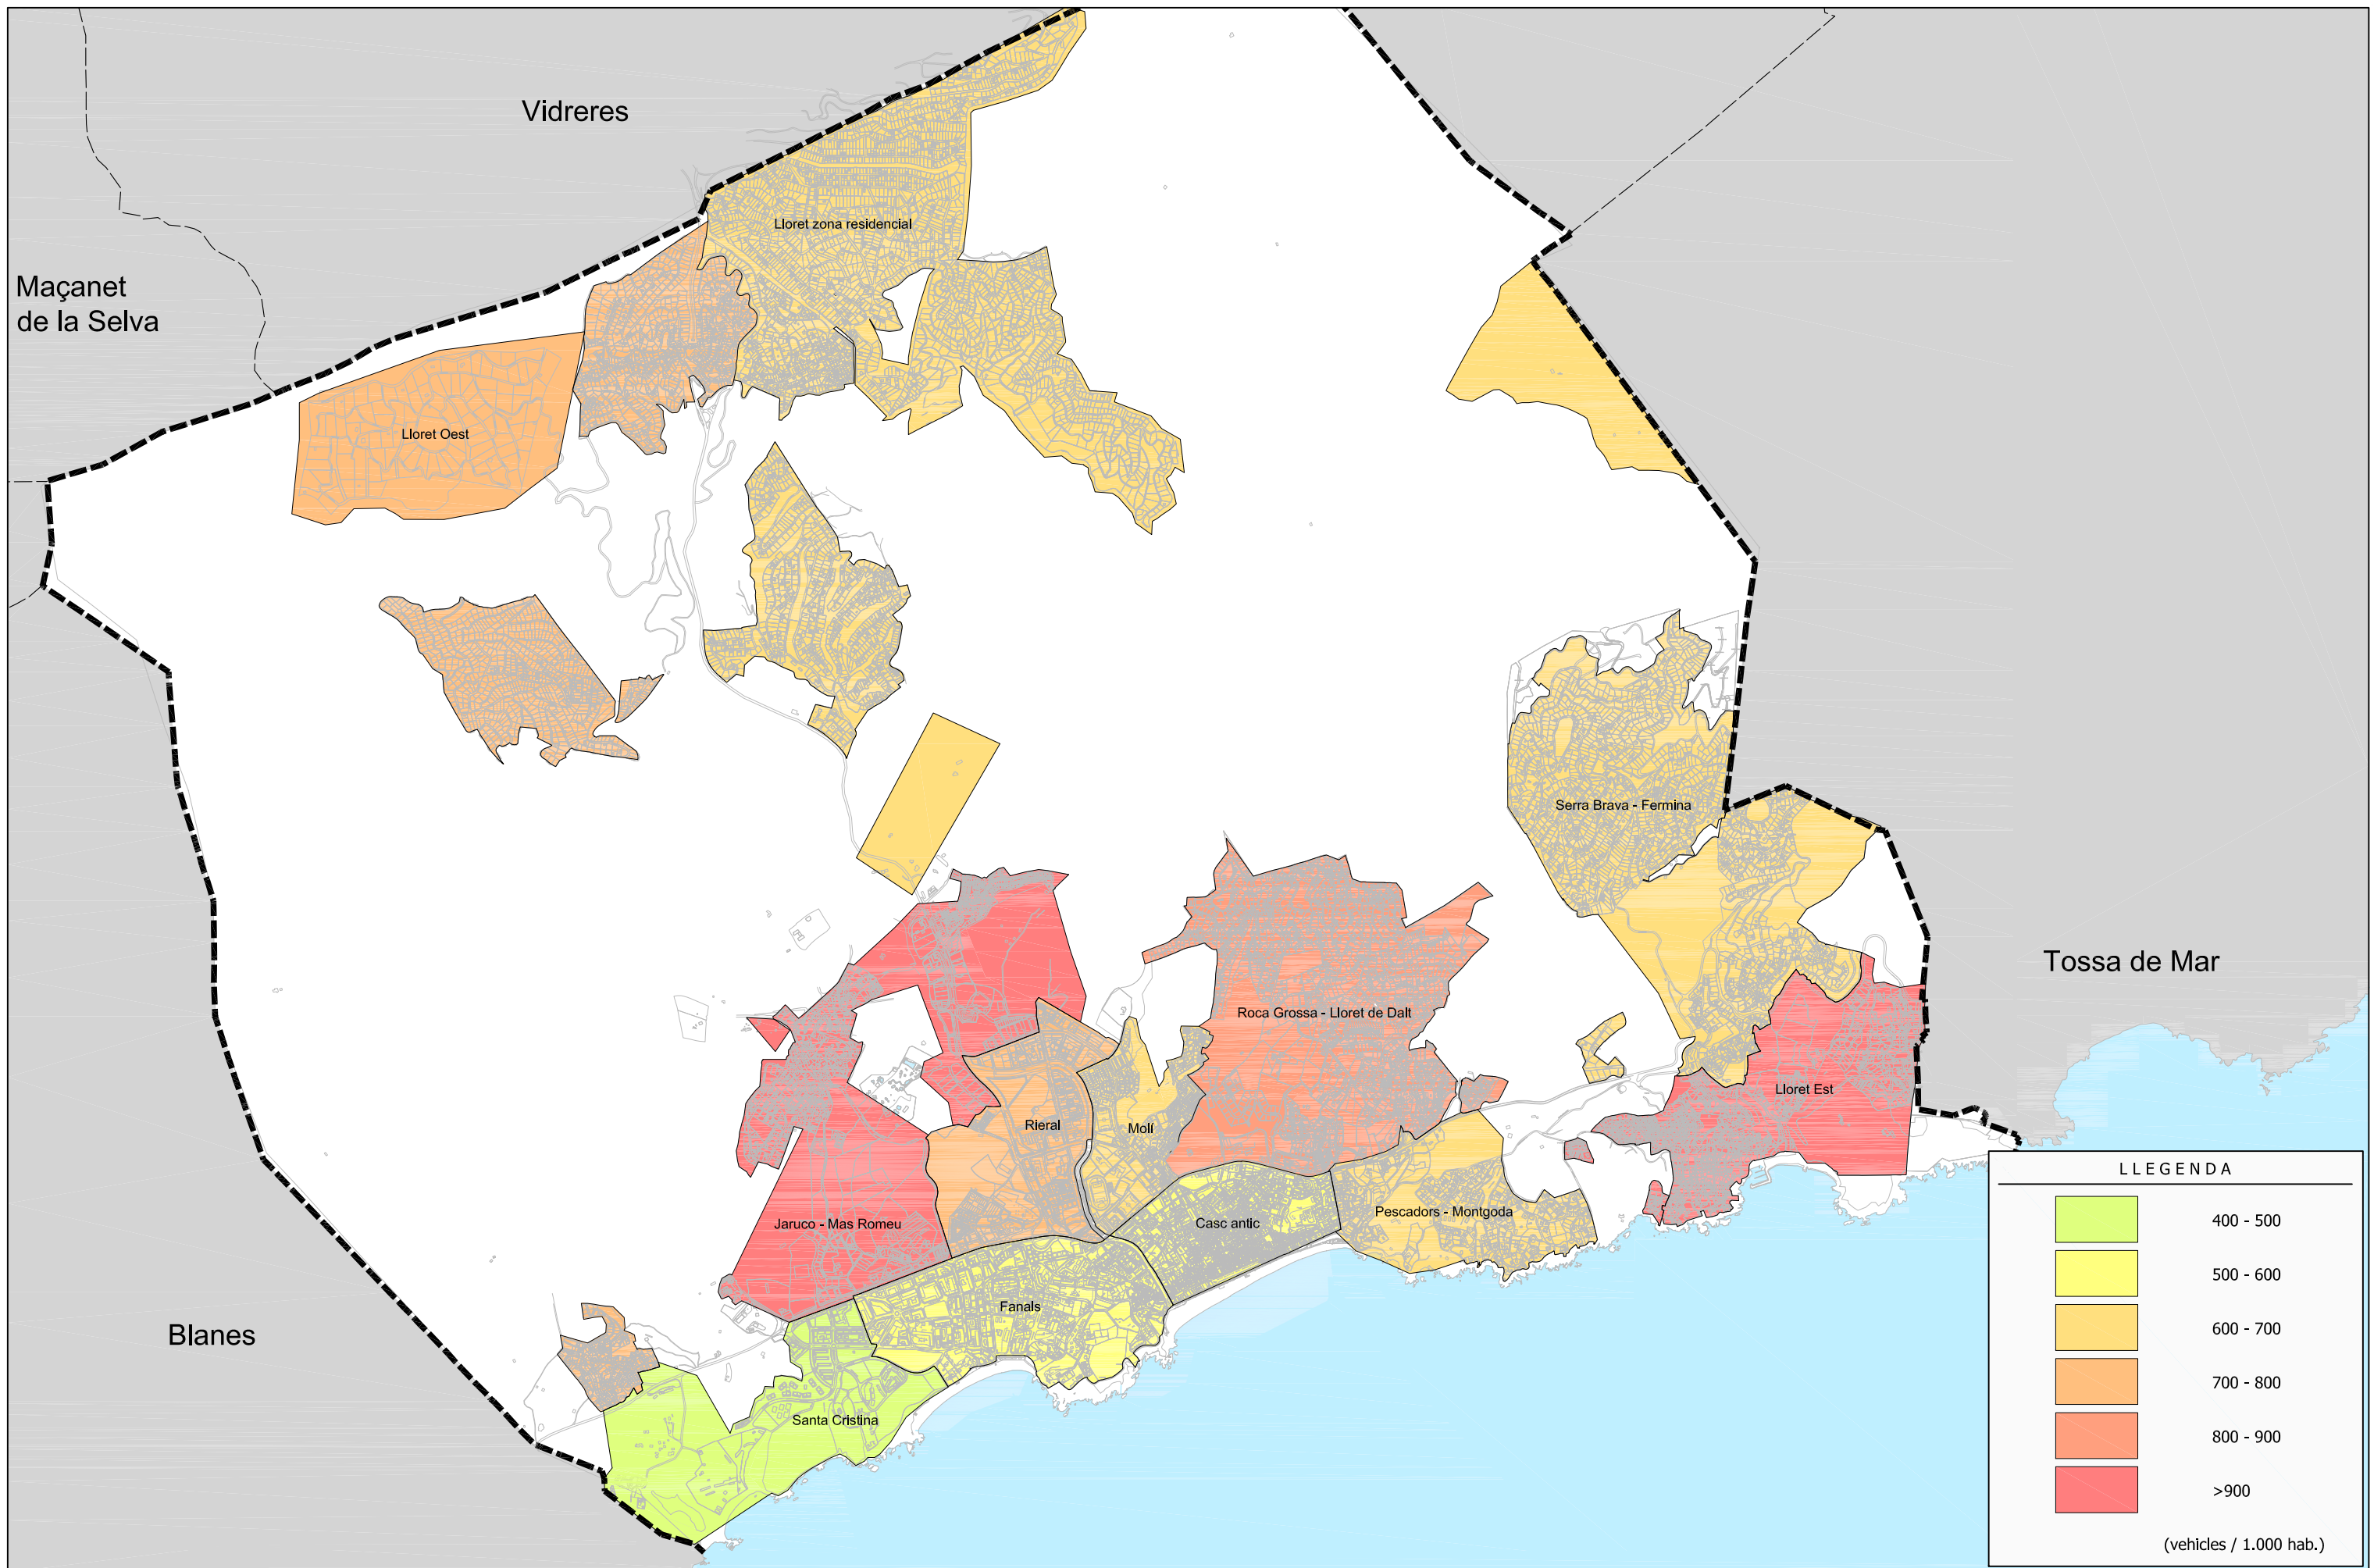 Vidreres
Lloret zona residencial
Maçanet
de la Selva
Lloret Oest
Serra Brava - Fermina
Tossa de Mar
Roca Grossa - Lloret de Dalt
Lloret Est
Rieral
Molí
Jaruco - Mas Romeu
Casc antic
Pescadors - Montgoda
Fanals
Blanes
Santa Cristina
LLEGENDA
400 - 500
500 - 600
600 - 700
700 - 800
800 - 900
>900
(vehicles / 1.000 hab.)